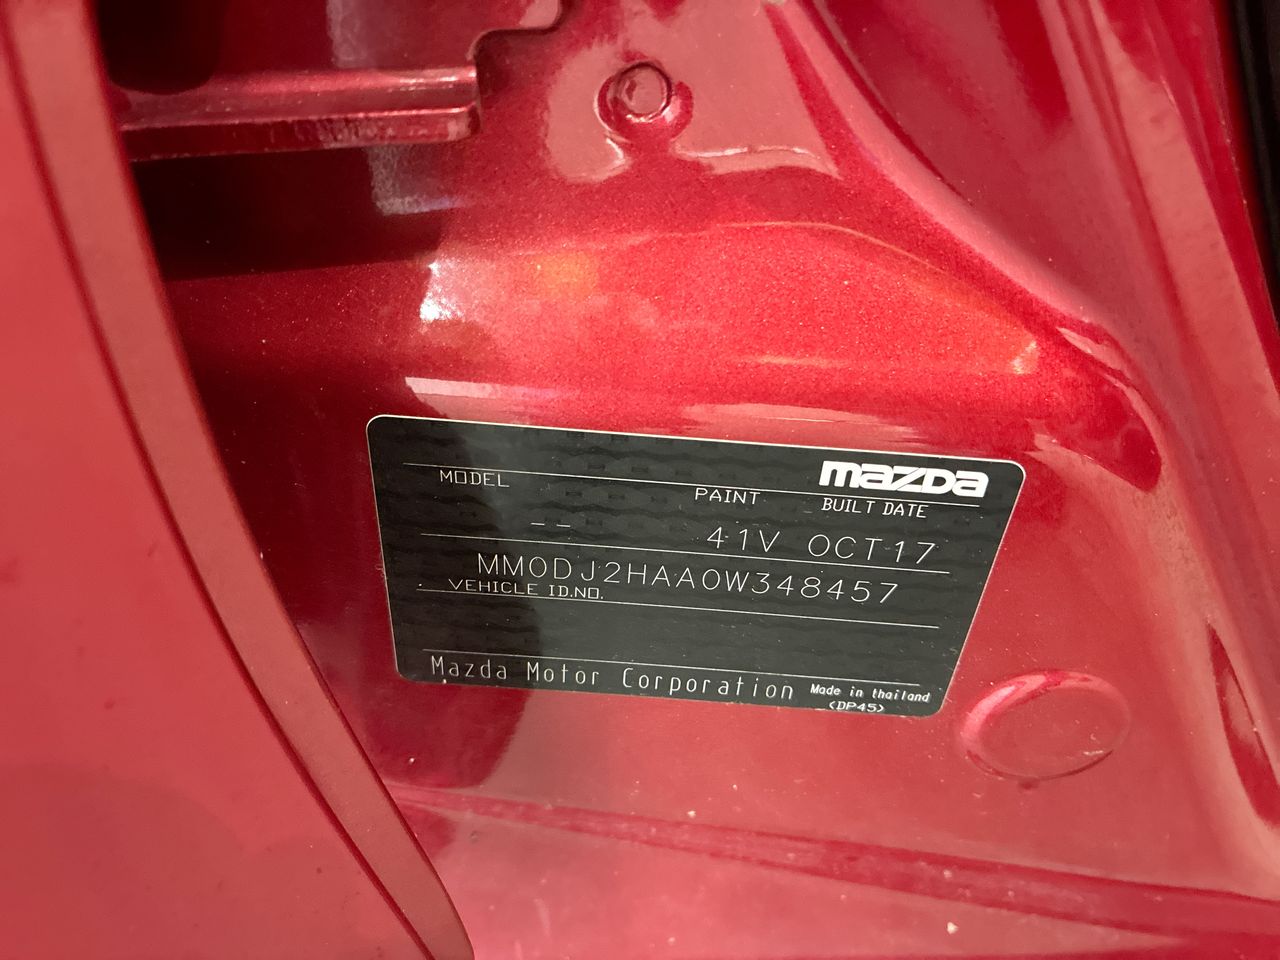 mazda
MODEL PAINT BUILT DATE
-- 41V OCT17
MM0DJ2HAA0W348457
VEHICLE ID.NO.
Mazda Motor Corporation Made in thailand
(DP45)